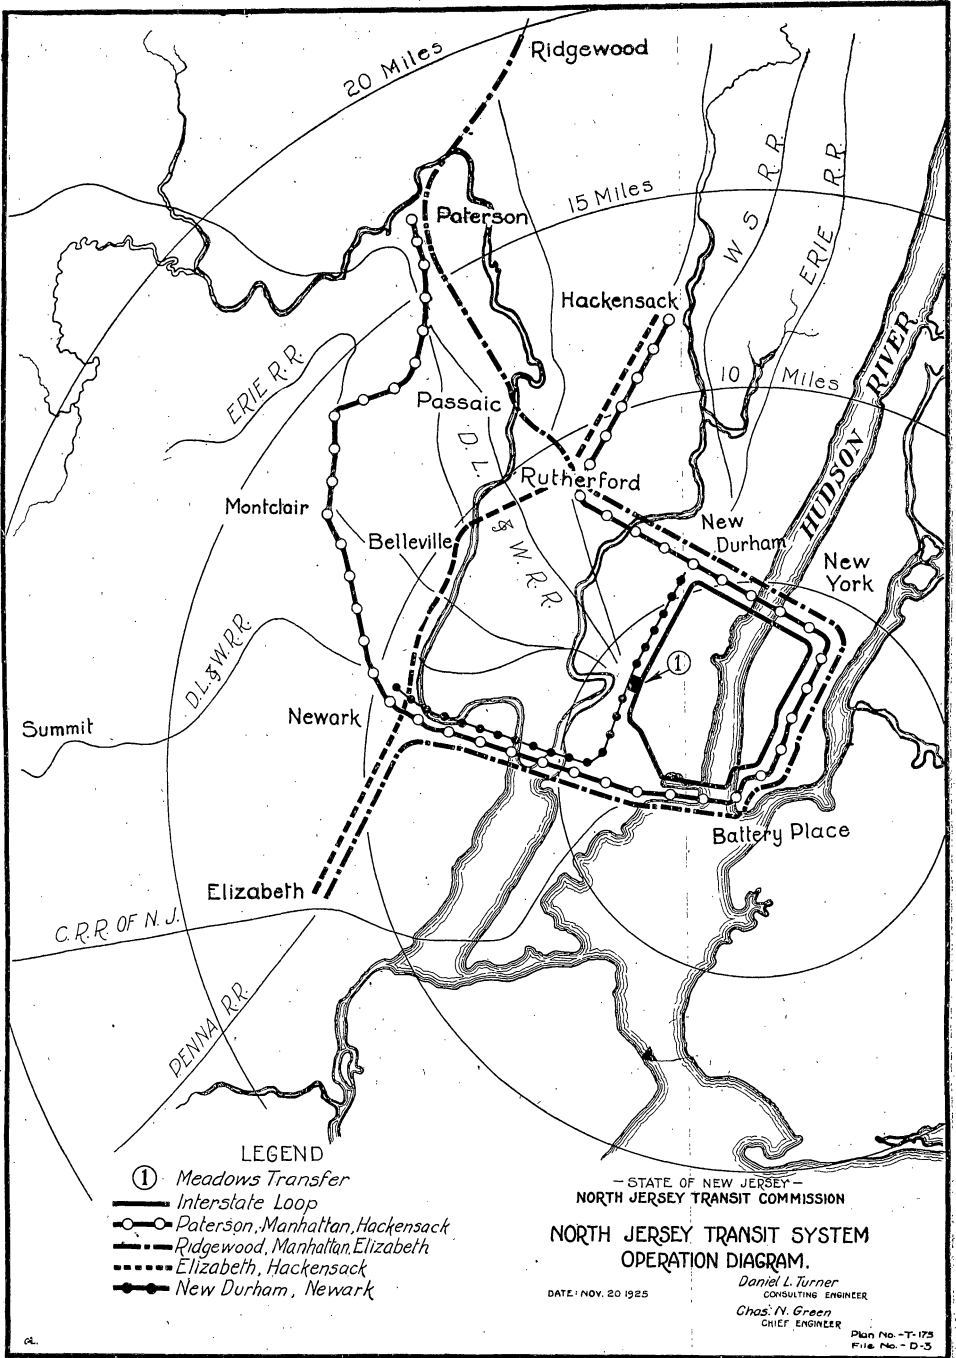 Ridgewood
20 Miles
Paterson
15 Miles
W S R.R.
ERIE R.R.
Hackensack
HUDSON RIVER
ERIE R.R.
10 Miles
Passaic
D. L. & W. R. R.
Rutherford
Montclair
Belleville
New
Durham
New
York
D.L. & W. R.R.
1
Summit
Newark
Battery Place
Elizabeth
C. R. R. OF N. J.
PENNA R.R.
LEGEND
1 Meadows Transfer
Interstate Loop
Paterson, Manhattan, Hackensack
Ridgewood, Manhattan, Elizabeth
Elizabeth, Hackensack
New Durham, Newark
— STATE OF NEW JERSEY —
NORTH JERSEY TRANSIT COMMISSION
NORTH JERSEY TRANSIT SYSTEM
OPERATION DIAGRAM.
DATE: NOV. 20 1925
Daniel L. Turner
CONSULTING ENGINEER
Chas. N. Green
CHIEF ENGINEER
Plan No. - T-175
File No. - D-3